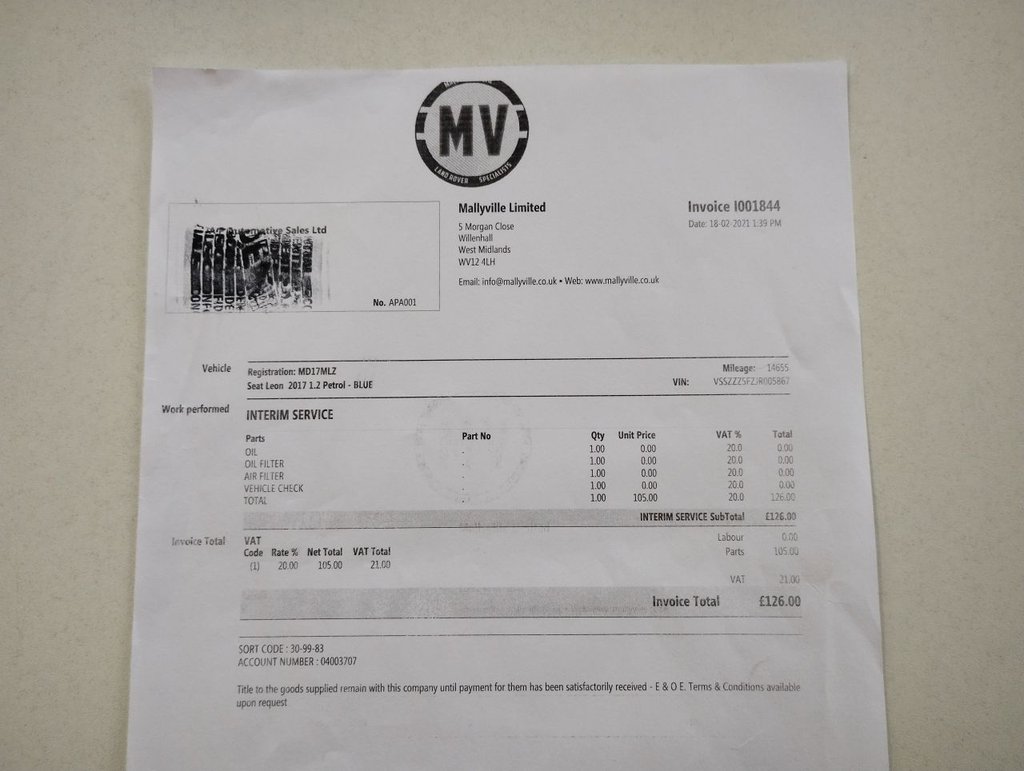 MV
LAND ROVER SPECIALISTS
Mallyville Limited
5 Morgan Close
Willenhall
West Midlands
WV12 4LH
Email: info@mallyville.co.uk • Web: www.mallyville.co.uk
Invoice I001844
Date: 18-02-2021 1:39 PM
Automotive Sales Ltd
No. APA001
Vehicle
Registration: MD17MLZ
Seat Leon 2017 1.2 Petrol - BLUE
Mileage: 14655
VIN: VSSZZZ5FZJR005867
Work performed
INTERIM SERVICE
Parts Part No Qty Unit Price VAT % Total
OIL - 1.00 0.00 20.0 0.00
OIL FILTER - 1.00 0.00 20.0 0.00
AIR FILTER - 1.00 0.00 20.0 0.00
VEHICLE CHECK - 1.00 0.00 20.0 0.00
TOTAL - 1.00 105.00 20.0 126.00
INTERIM SERVICE SubTotal £126.00
Invoice Total
VAT
Code Rate % Net Total VAT Total
(1) 20.00 105.00 21.00
Labour 0.00
Parts 105.00
VAT 21.00
Invoice Total £126.00
SORT CODE : 30-99-83
ACCOUNT NUMBER : 04003707
Title to the goods supplied remain with this company until payment for them has been satisfactorily received - E & O E. Terms & Conditions available
upon request